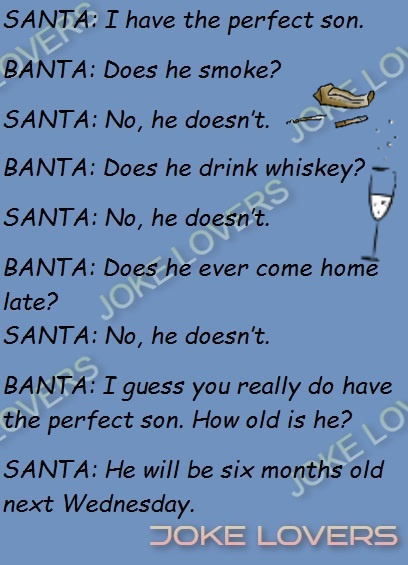 SANTA: I have the perfect son.
BANTA: Does he smoke?
SANTA: No, he doesn't.
BANTA: Does he drink whiskey?
SANTA: No, he doesn't.
BANTA: Does he ever come home
late?
SANTA: No, he doesn't.
BANTA: I guess you really do have
the perfect son. How old is he?
SANTA: He will be six months old
next Wednesday.
JOKE LOVERS
JOKE LOVERS